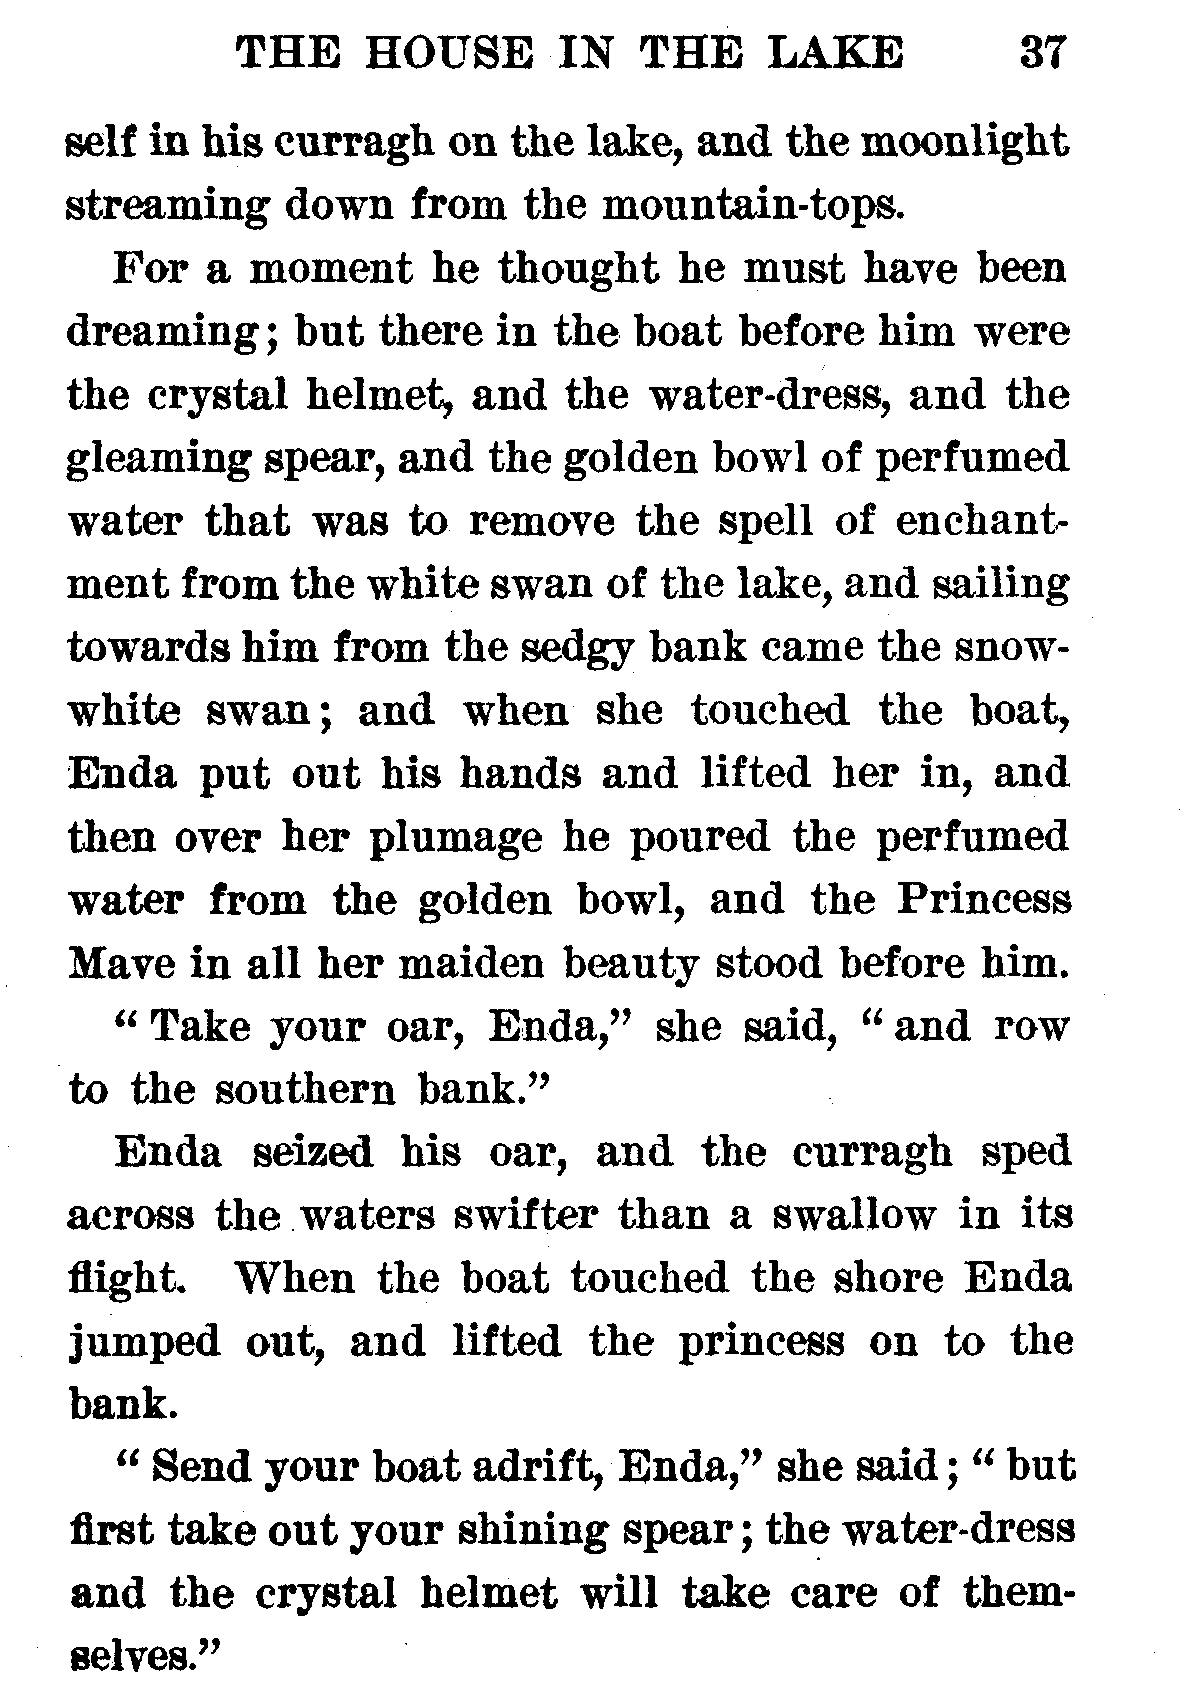 THE HOUSE IN THE LAKE 37
self in his curragh on the lake, and the moonlight
streaming down from the mountain-tops.
For a moment he thought he must have been
dreaming; but there in the boat before him were
the crystal helmet, and the water-dress, and the
gleaming spear, and the golden bowl of perfumed
water that was to remove the spell of enchant-
ment from the white swan of the lake, and sailing
towards him from the sedgy bank came the snow-
white swan; and when she touched the boat,
Enda put out his hands and lifted her in, and
then over her plumage he poured the perfumed
water from the golden bowl, and the Princess
Mave in all her maiden beauty stood before him.
“Take your oar, Enda,” she said, “and row
to the southern bank.”
Enda seized his oar, and the curragh sped
across the waters swifter than a swallow in its
flight. When the boat touched the shore Enda
jumped out, and lifted the princess on to the
bank.
“Send your boat adrift, Enda,” she said; “but
first take out your shining spear; the water-dress
and the crystal helmet will take care of them-
selves.”